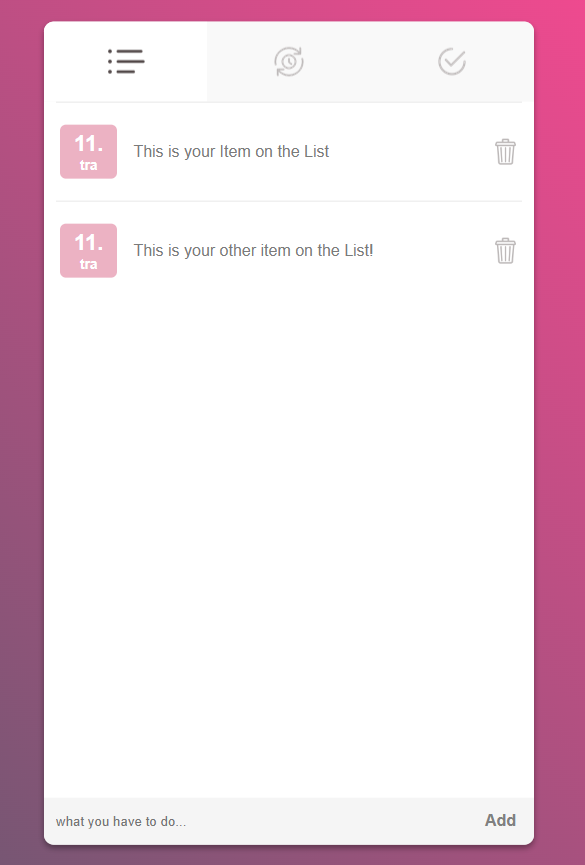 11.
tra
This is your Item on the List
11.
tra
This is your other item on the List!
what you have to do...
Add